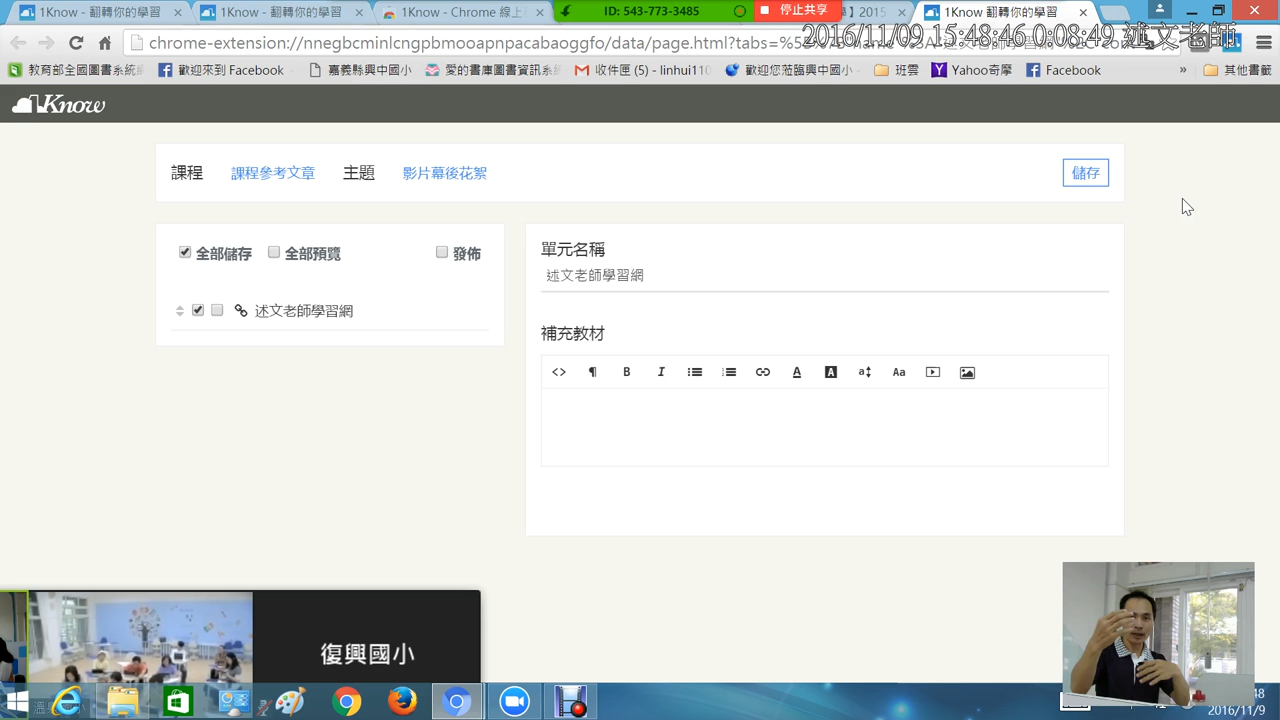 1Know - 翻轉你的學習
1Know - 翻轉你的學習
1Know - Chrome 線上
ID: 543-773-3485
停止共享
】2015
1Know 翻轉你的學習
2016/11/09 15:48:46 0:08:49 述文老師
chrome-extension://nnegbcminlcngpbmooapnpacabaoggfo/data/page.html?tabs=%5
教育部全國圖書系統
歡迎來到 Facebook
嘉義縣興中國小
愛的書庫圖書資訊系
收件匣 (5) - linhui110
歡迎您蒞臨興中國小
班雲
Yahoo奇摩
Facebook
»
其他書籤
1Know
課程
課程參考文章
主題
影片幕後花絮
儲存
全部儲存
全部預覽
發佈
述文老師學習網
單元名稱
述文老師學習網
補充教材
<> ¶ B I A A a Aa
復興國小
48
2016/11/9